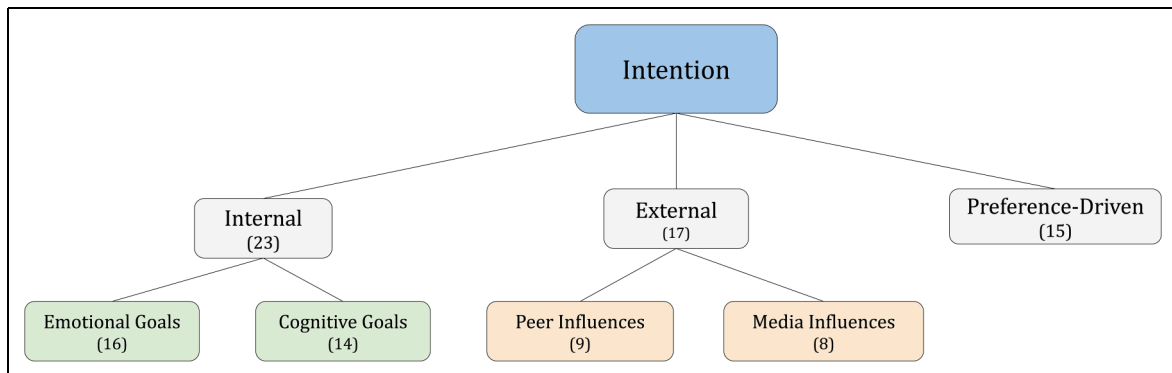 Intention
Internal
(23)
External
(17)
Preference-Driven
(15)
Emotional Goals
(16)
Cognitive Goals
(14)
Peer Influences
(9)
Media Influences
(8)